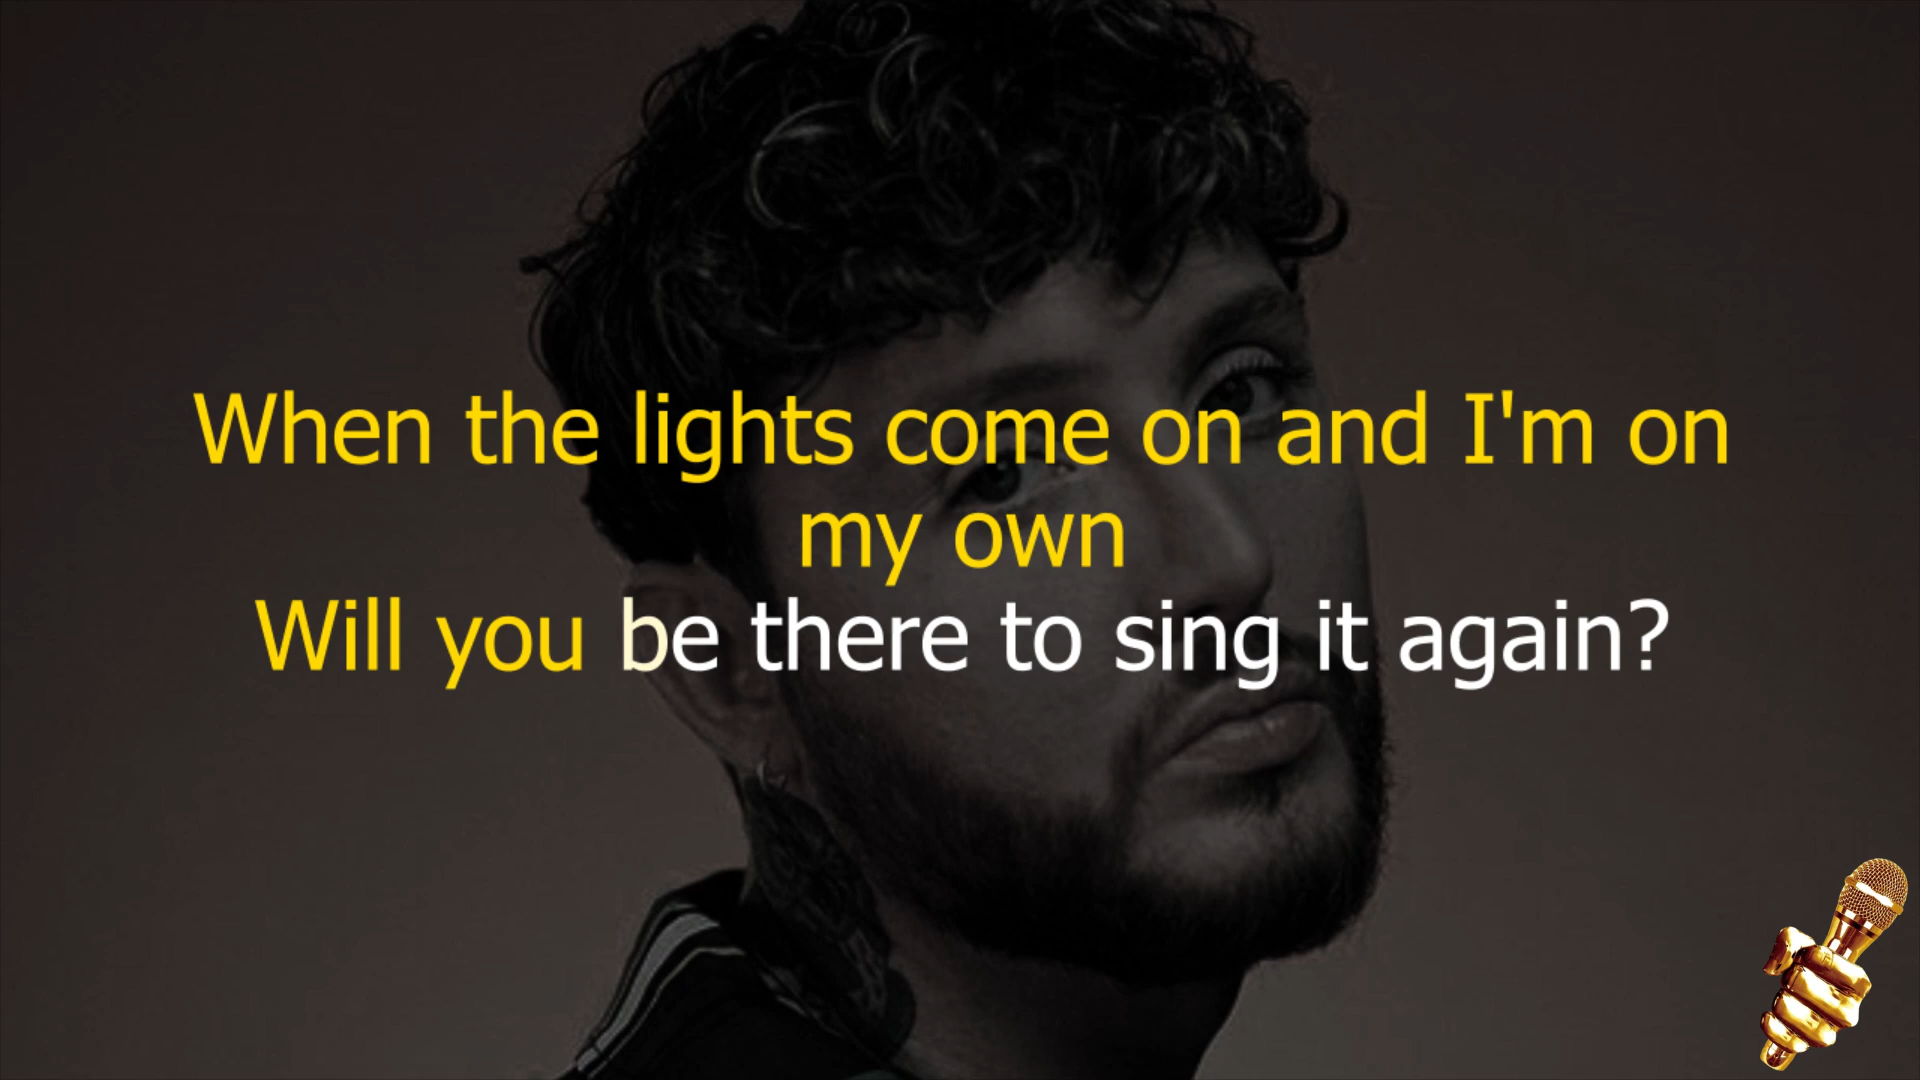 When the lights come on and I'm on
my own
Will you be there to sing it again?